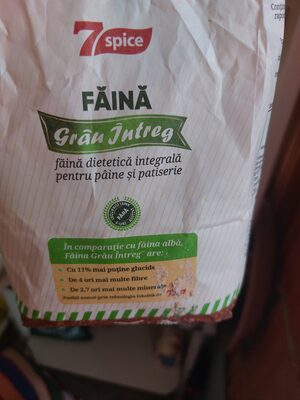 7 spice
FĂINĂ
Grâu Întreg
făină dietetică integrală
pentru pâine și patiserie
În comparație cu făina albă,
Făina Grâu Întreg are:
Cu 11% mai puține glucide
De 4 ori mai multe fibre
De 2,7 ori mai multe minerale